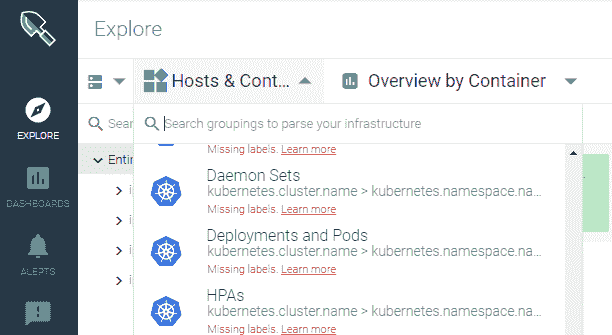 Explore
Hosts & Cont...
Overview by Container
EXPLORE
Sear
Search groupings to parse your infrastructure
Missing labels. Learn more
Entir
Daemon Sets
kubernetes.cluster.name > kubernetes.namespace.na...
Missing labels. Learn more
DASHBOARDS
Deployments and Pods
kubernetes.cluster.name > kubernetes.namespace.na...
Missing labels. Learn more
ALERTS
HPAs
kubernetes.cluster.name > kubernetes.namespace.na...
Missing labels. Learn more